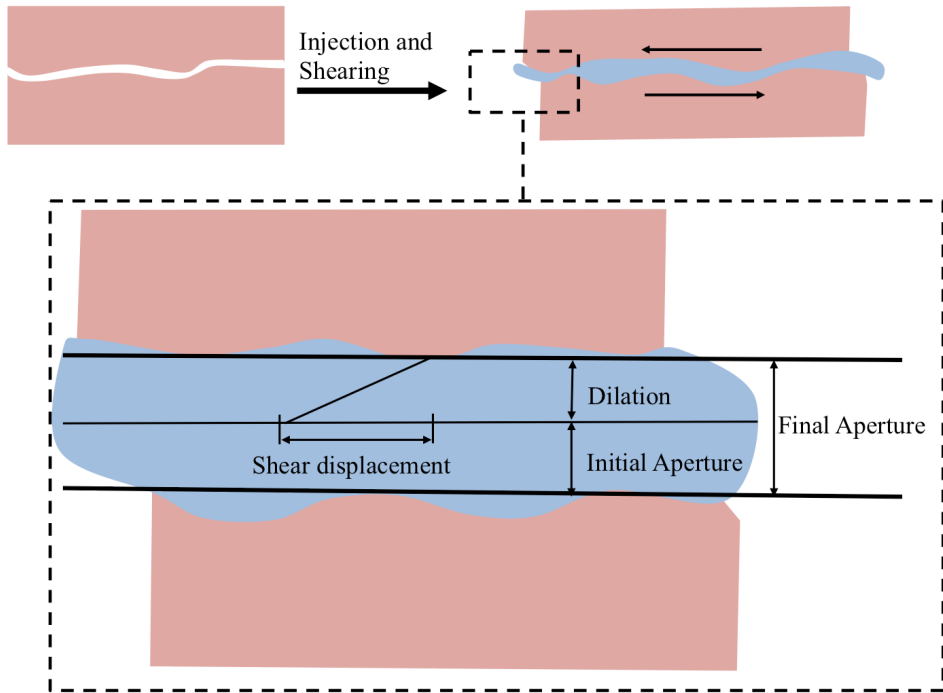 Injection and
Shearing
Dilation
Final Aperture
Shear displacement
Initial Aperture